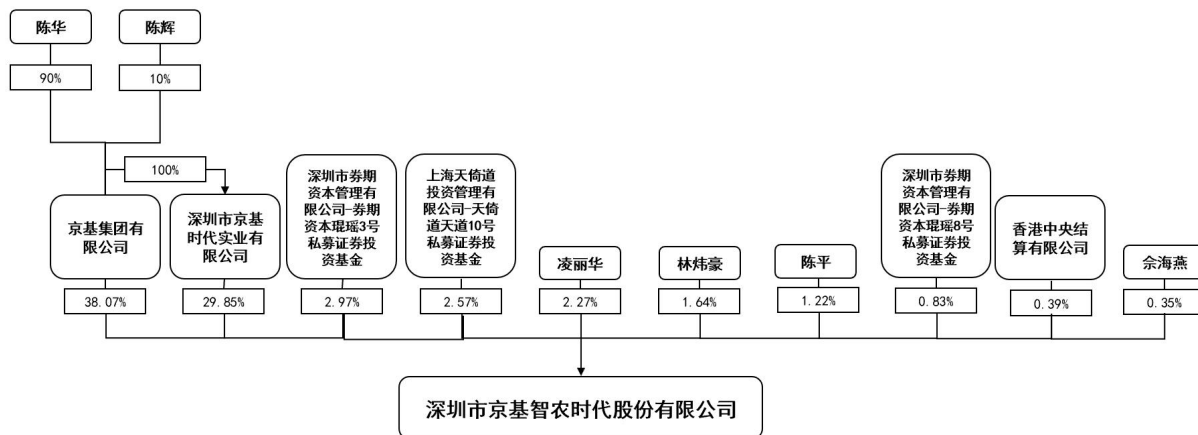 陈华
陈辉
90%
10%
100%
京基集团有
限公司
深圳市京基
时代实业有
限公司
深圳市券期
资本管理有
限公司-券期
资本琨瑶3号
私募证券投
资基金
上海天倚道
投资管理有
限公司-天倚
道天道10号
私募证券投
资基金
凌丽华
林炜豪
陈平
深圳市券期
资本管理有
限公司-券期
资本琨瑶8号
私募证券投
资基金
香港中央结
算有限公司
佘海燕
38.07%
29.85%
2.97%
2.57%
2.27%
1.64%
1.22%
0.83%
0.39%
0.35%
深圳市京基智农时代股份有限公司